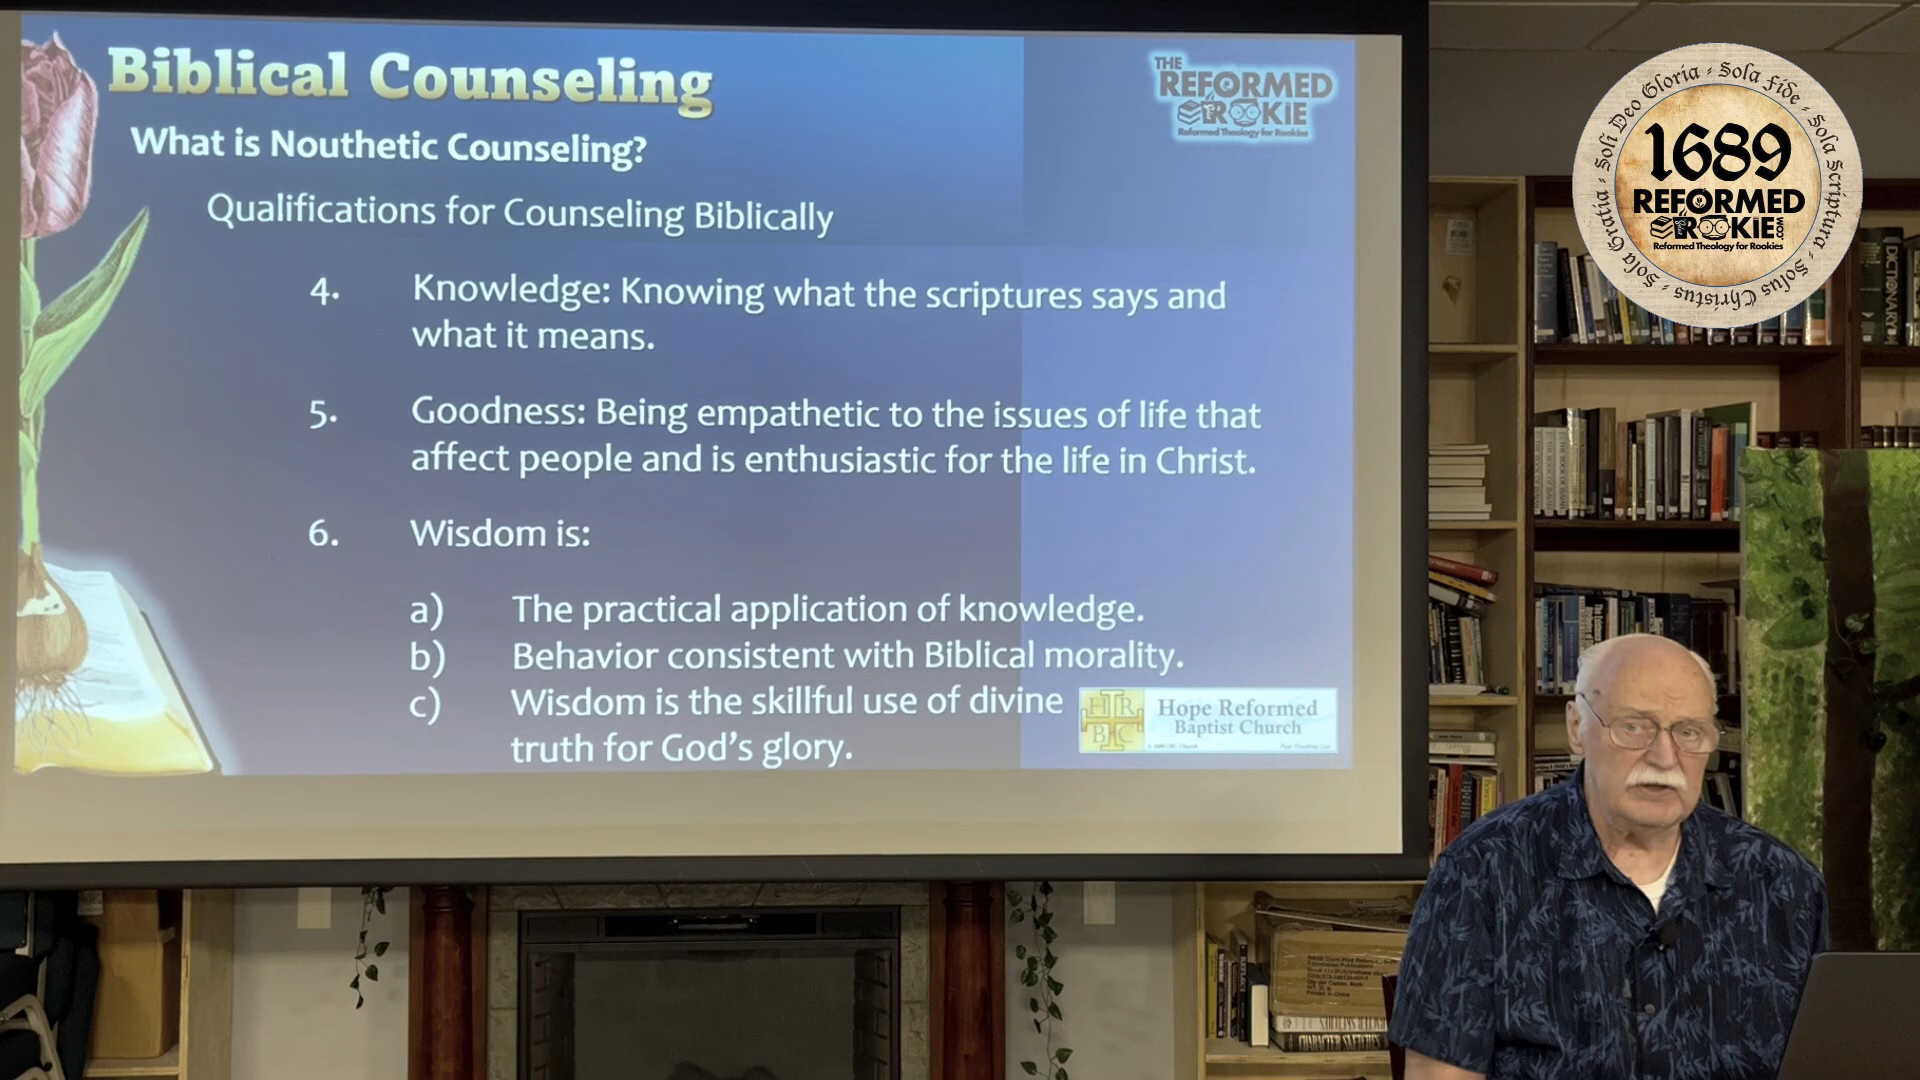 Biblical Counseling
What is Nouthetic Counseling?
Qualifications for Counseling Biblically
4. Knowledge: Knowing what the scriptures says and
what it means.
5. Goodness: Being empathetic to the issues of life that
affect people and is enthusiastic for the life in Christ.
6. Wisdom is:
a) The practical application of knowledge.
b) Behavior consistent with Biblical morality.
c) Wisdom is the skillful use of divine
truth for God's glory.
THE
REFORMED
ROOKIE
Reformed Theology for Rookies
H R
B C
Hope Reformed
Baptist Church
Soli Deo Gloria - Sola Fide - Sola Scriptura - Solus Christus - Sola Gratia -
1689
REFORMED
ROOKIE.COM
Reformed Theology for Rookies
DICTIONARY